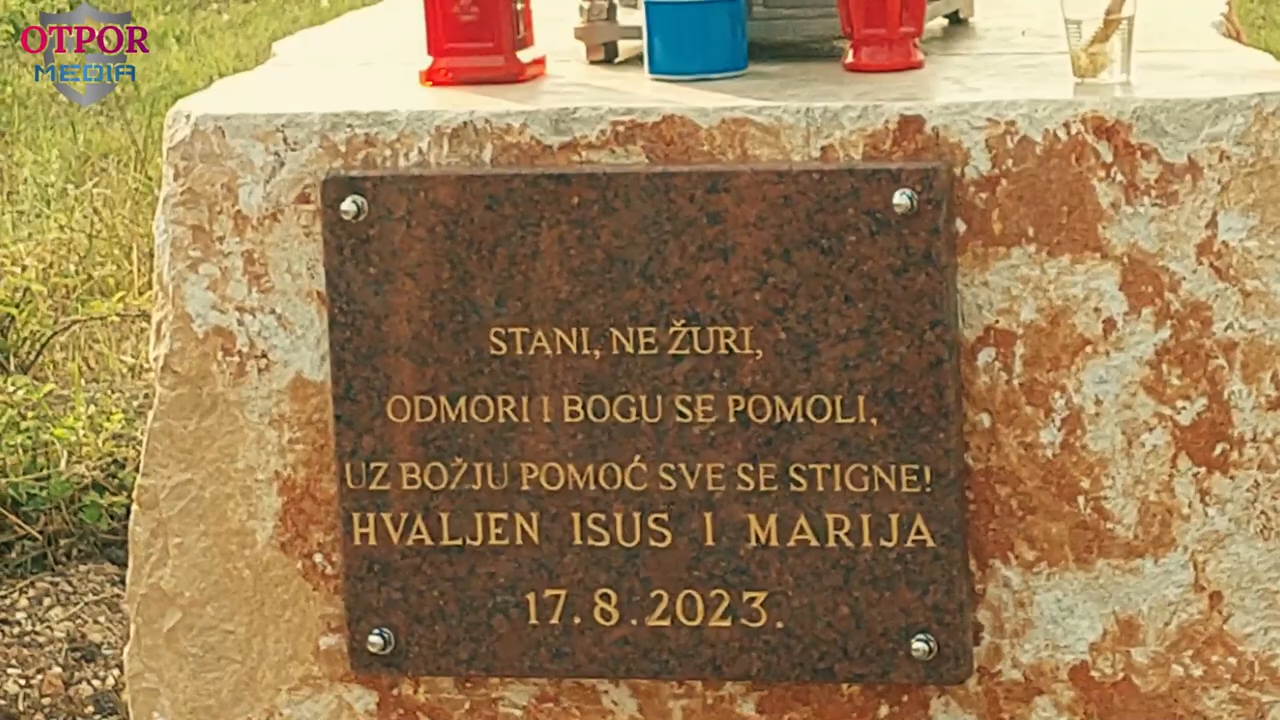 OTPOR
MEDIA
STANI, NE ŽURI,
ODMORI I BOGU SE POMOLI,
UZ BOŽJU POMOĆ SVE SE STIGNE!
HVALJEN ISUS I MARIJA
17.8.2023.